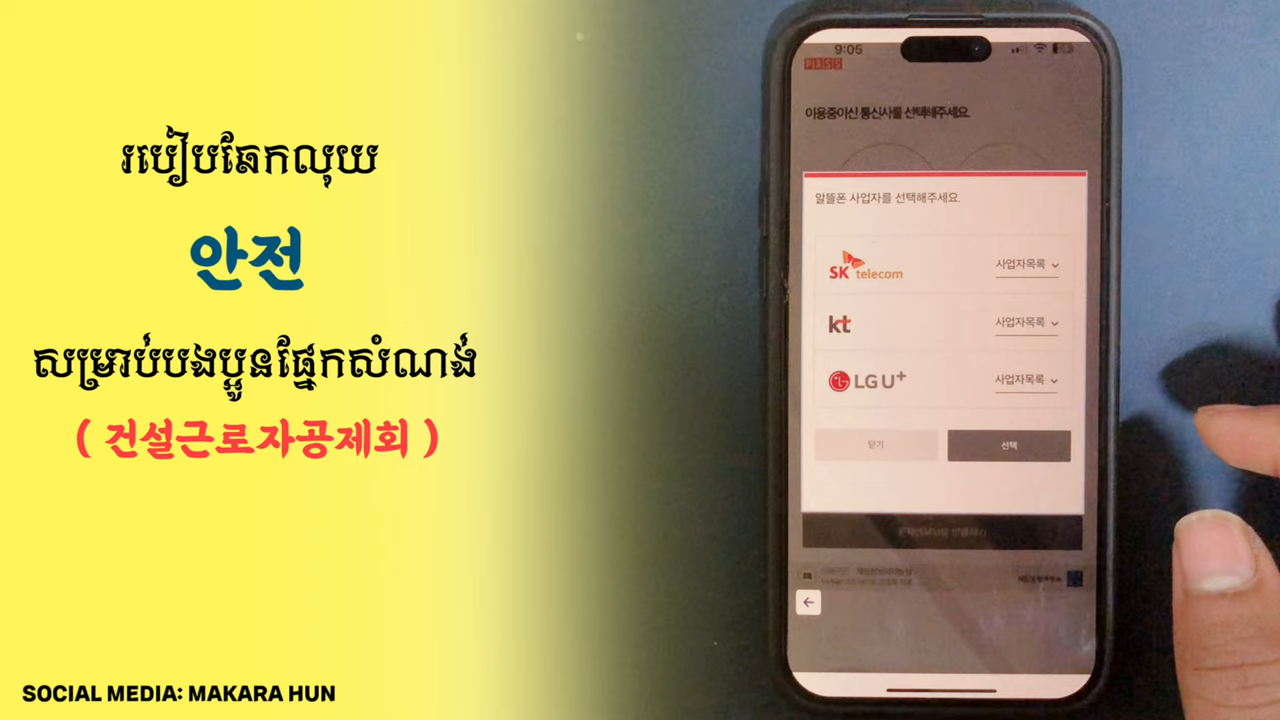 របៀបឆែកលុយ
안전
សម្រាប់បងប្អូនផ្នែកសំណង់
( 건설근로자공제회 )
SOCIAL MEDIA: MAKARA HUN
9:05
PASS
이용중이신 통신사를 선택해주세요.
알뜰폰 사업자를 선택해주세요.
SK telecom 사업자목록
kt 사업자목록
LG U+ 사업자목록
닫기 선택